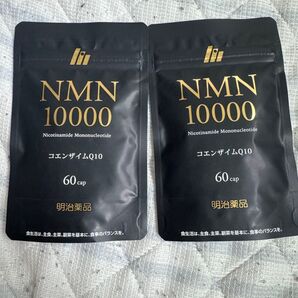 NMN
10000
Nicotinamide Mononucleotide
コエンザイムQ10
60cap
明治薬品
食生活は、主食、主菜、副菜を基本に、食事のバランスを。
NMN
10000
Nicotinamide Mononucleotide
コエンザイムQ10
60cap
明治薬品
食生活は、主食、主菜、副菜を基本に、食事のバランスを。